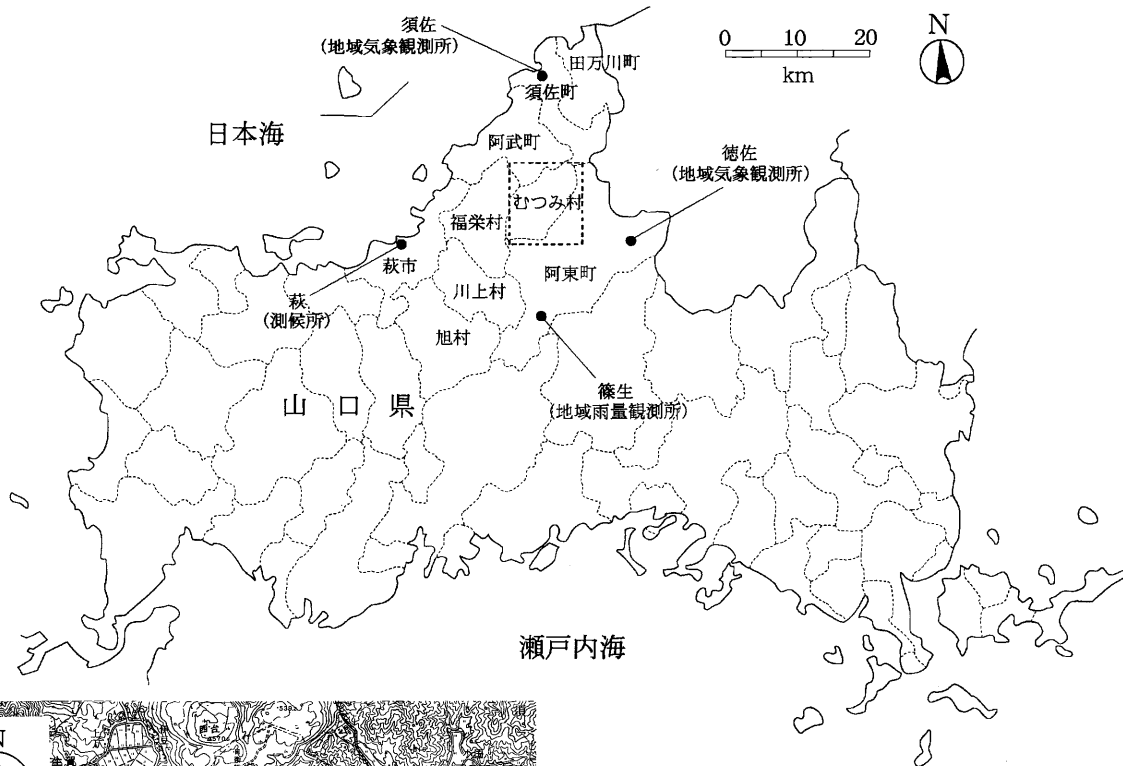 須佐
(地域気象観測所)
田万川町
須佐町
0 10 20
km
N
日本海
阿武町
徳佐
(地域気象観測所)
むつみ村
福栄村
萩市
阿東町
川上村
萩
(測候所)
旭村
山口県
篠生
(地域雨量観測所)
瀬戸内海
N